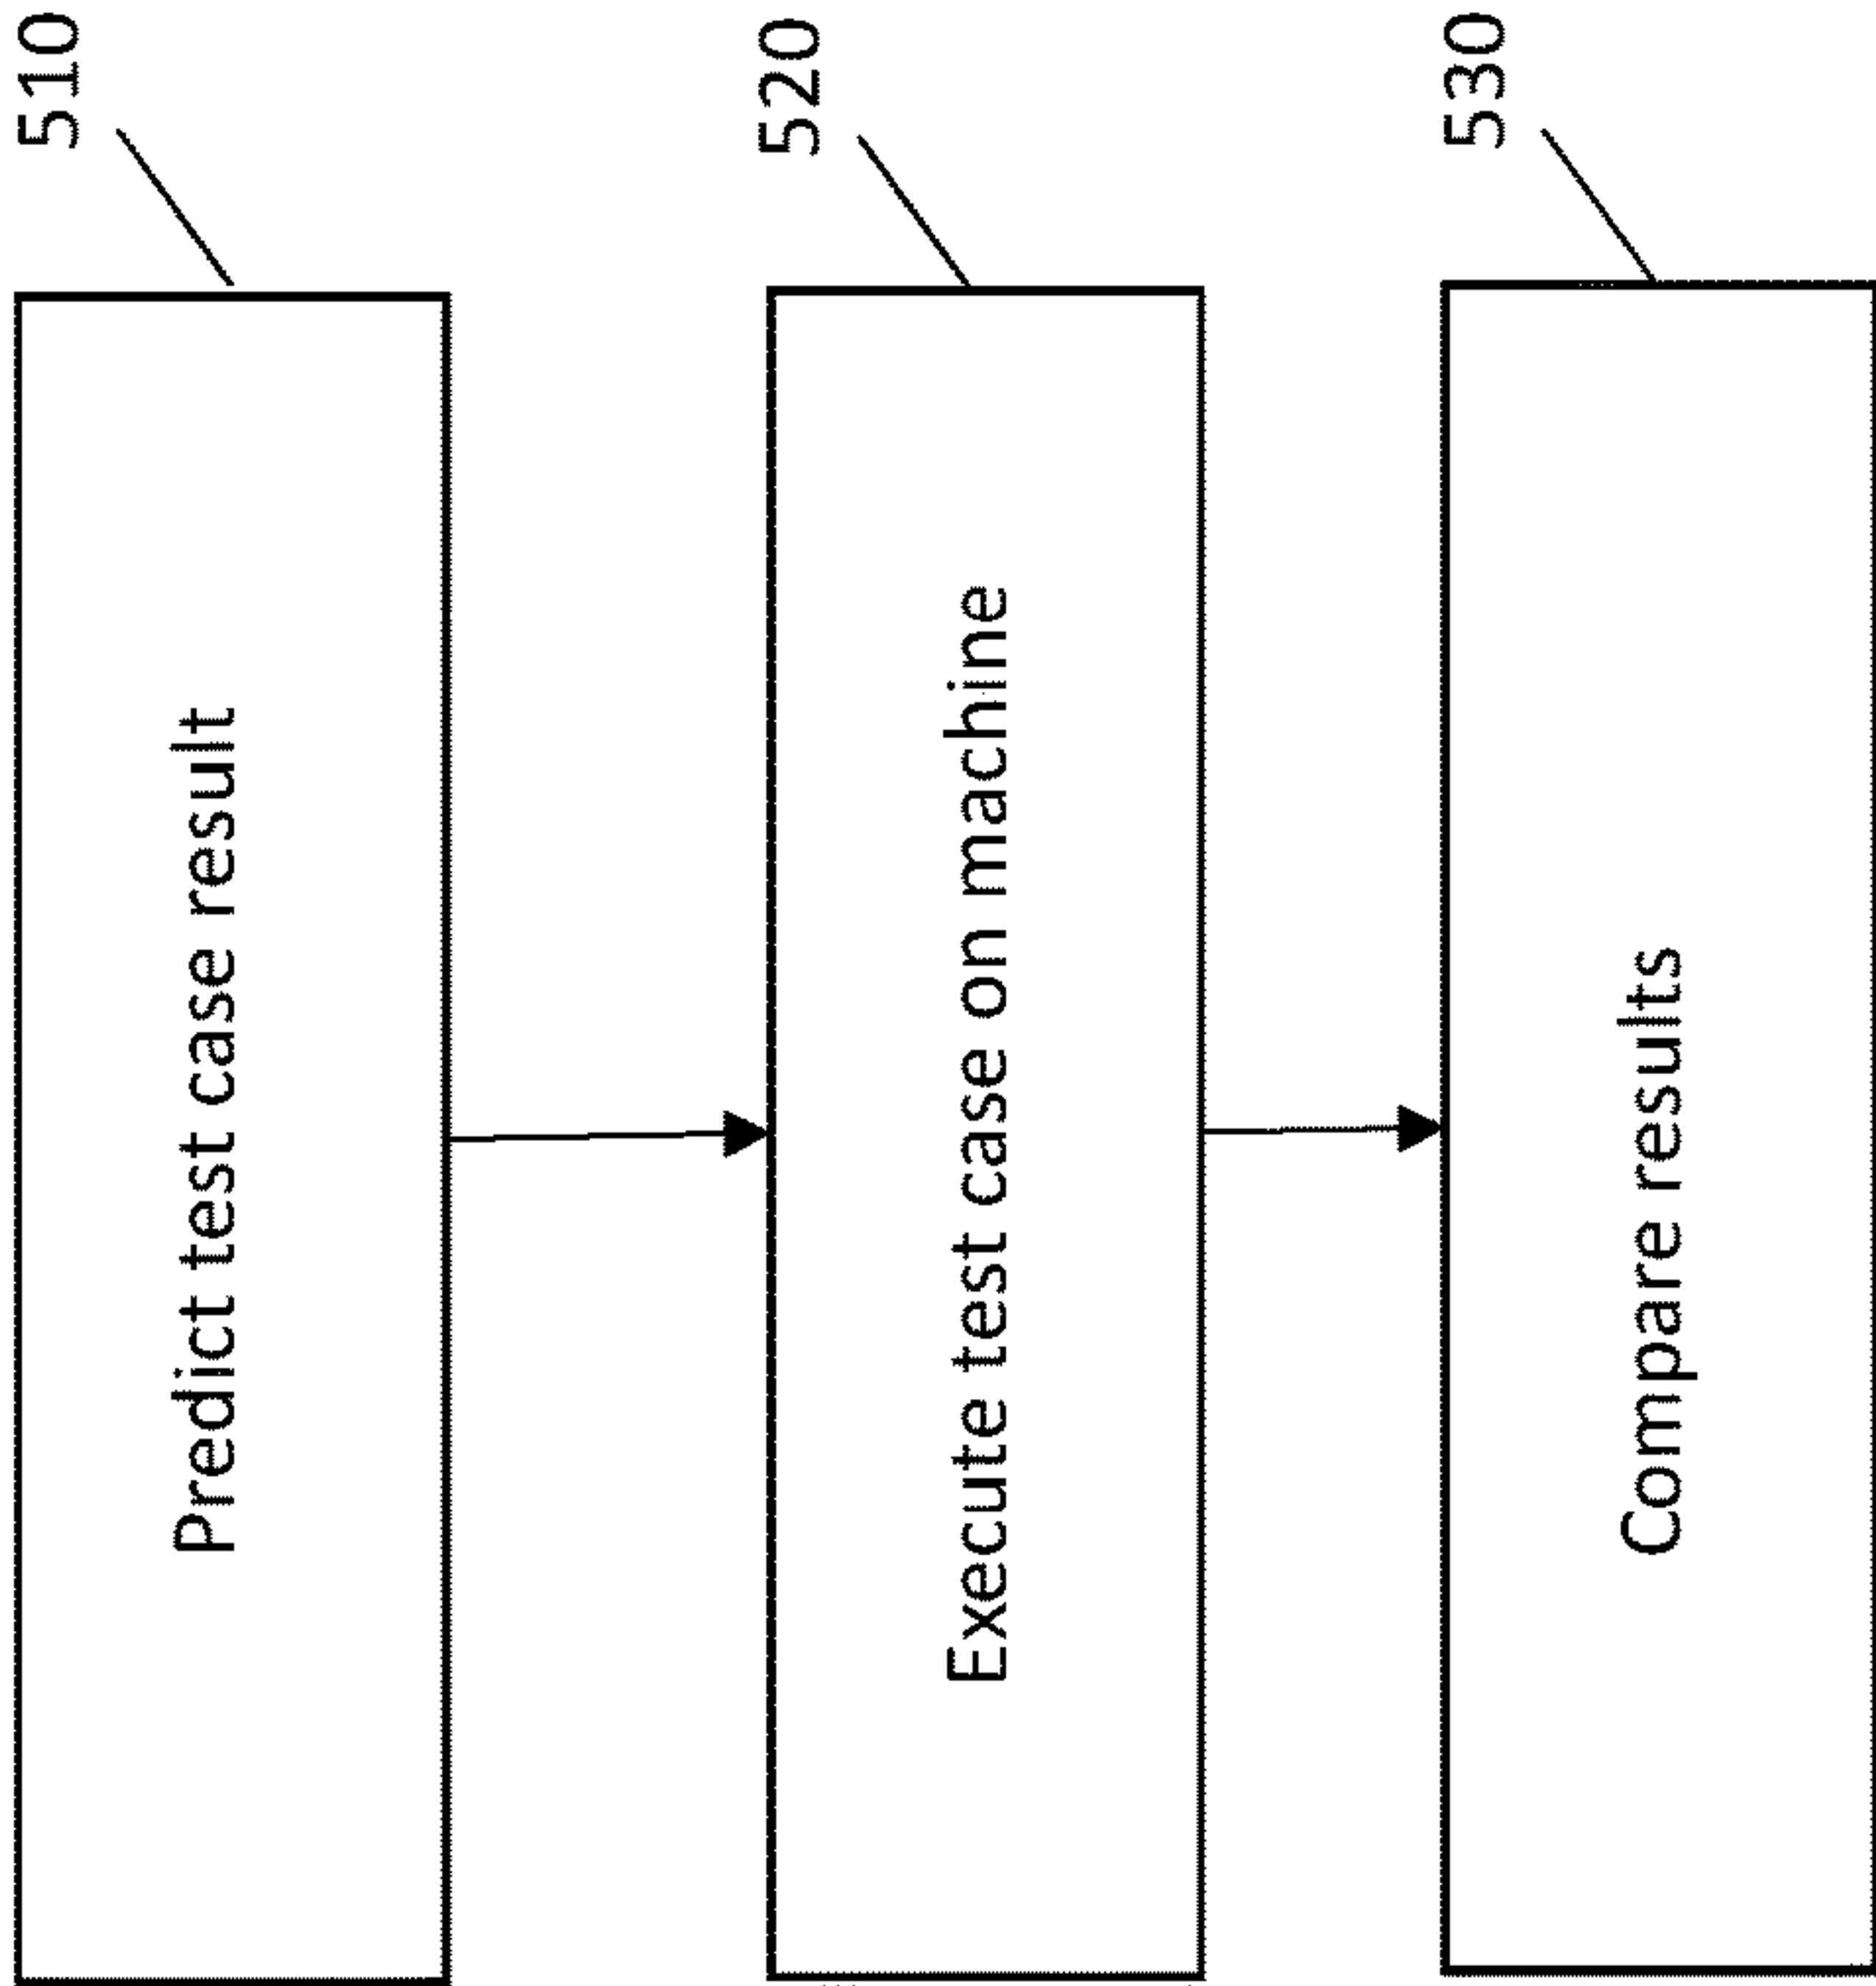 510
Predict test case result
520
Execute test case on machine
530
Compare results